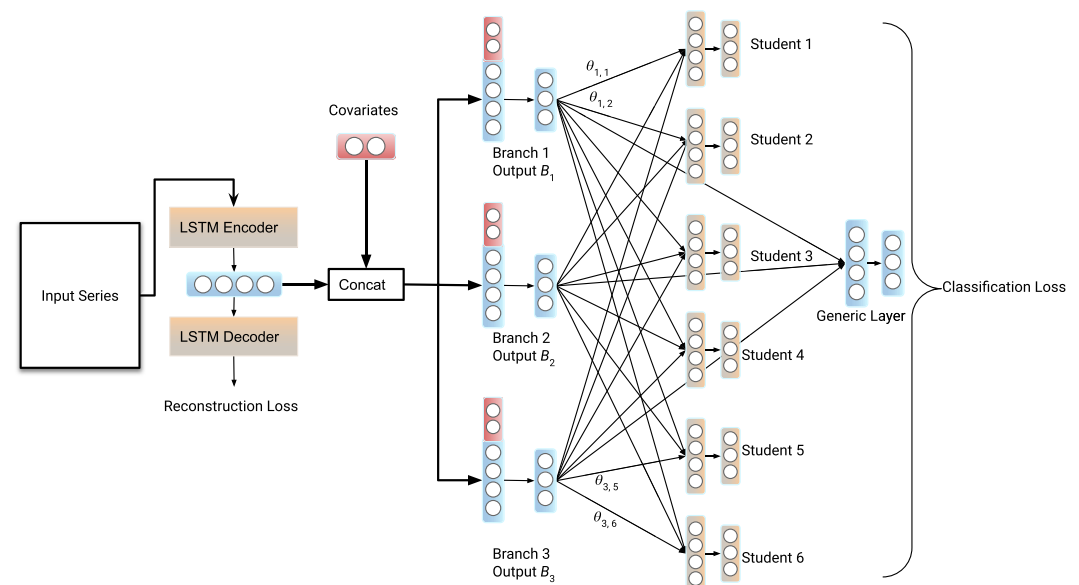 Input Series
LSTM Encoder
LSTM Decoder
Reconstruction Loss
Covariates
Concat
Branch 1
Output B₁
Branch 2
Output B₂
Branch 3
Output B₃
θ₁,₁
θ₁,₂
θ₃,₅
θ₃,₆
Student 1
Student 2
Student 3
Student 4
Student 5
Student 6
Generic Layer
Classification Loss